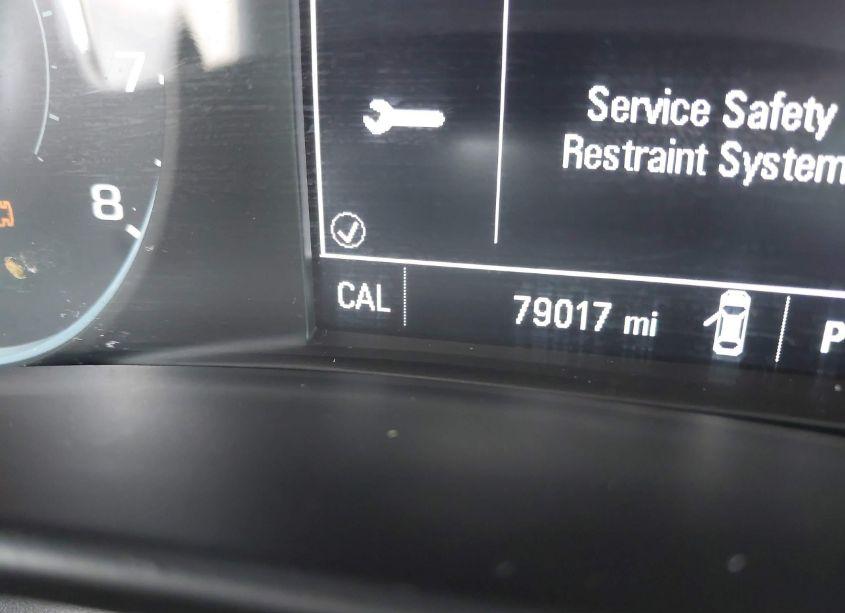 7
8
Service Safety
Restraint System
CAL
79017 mi
P